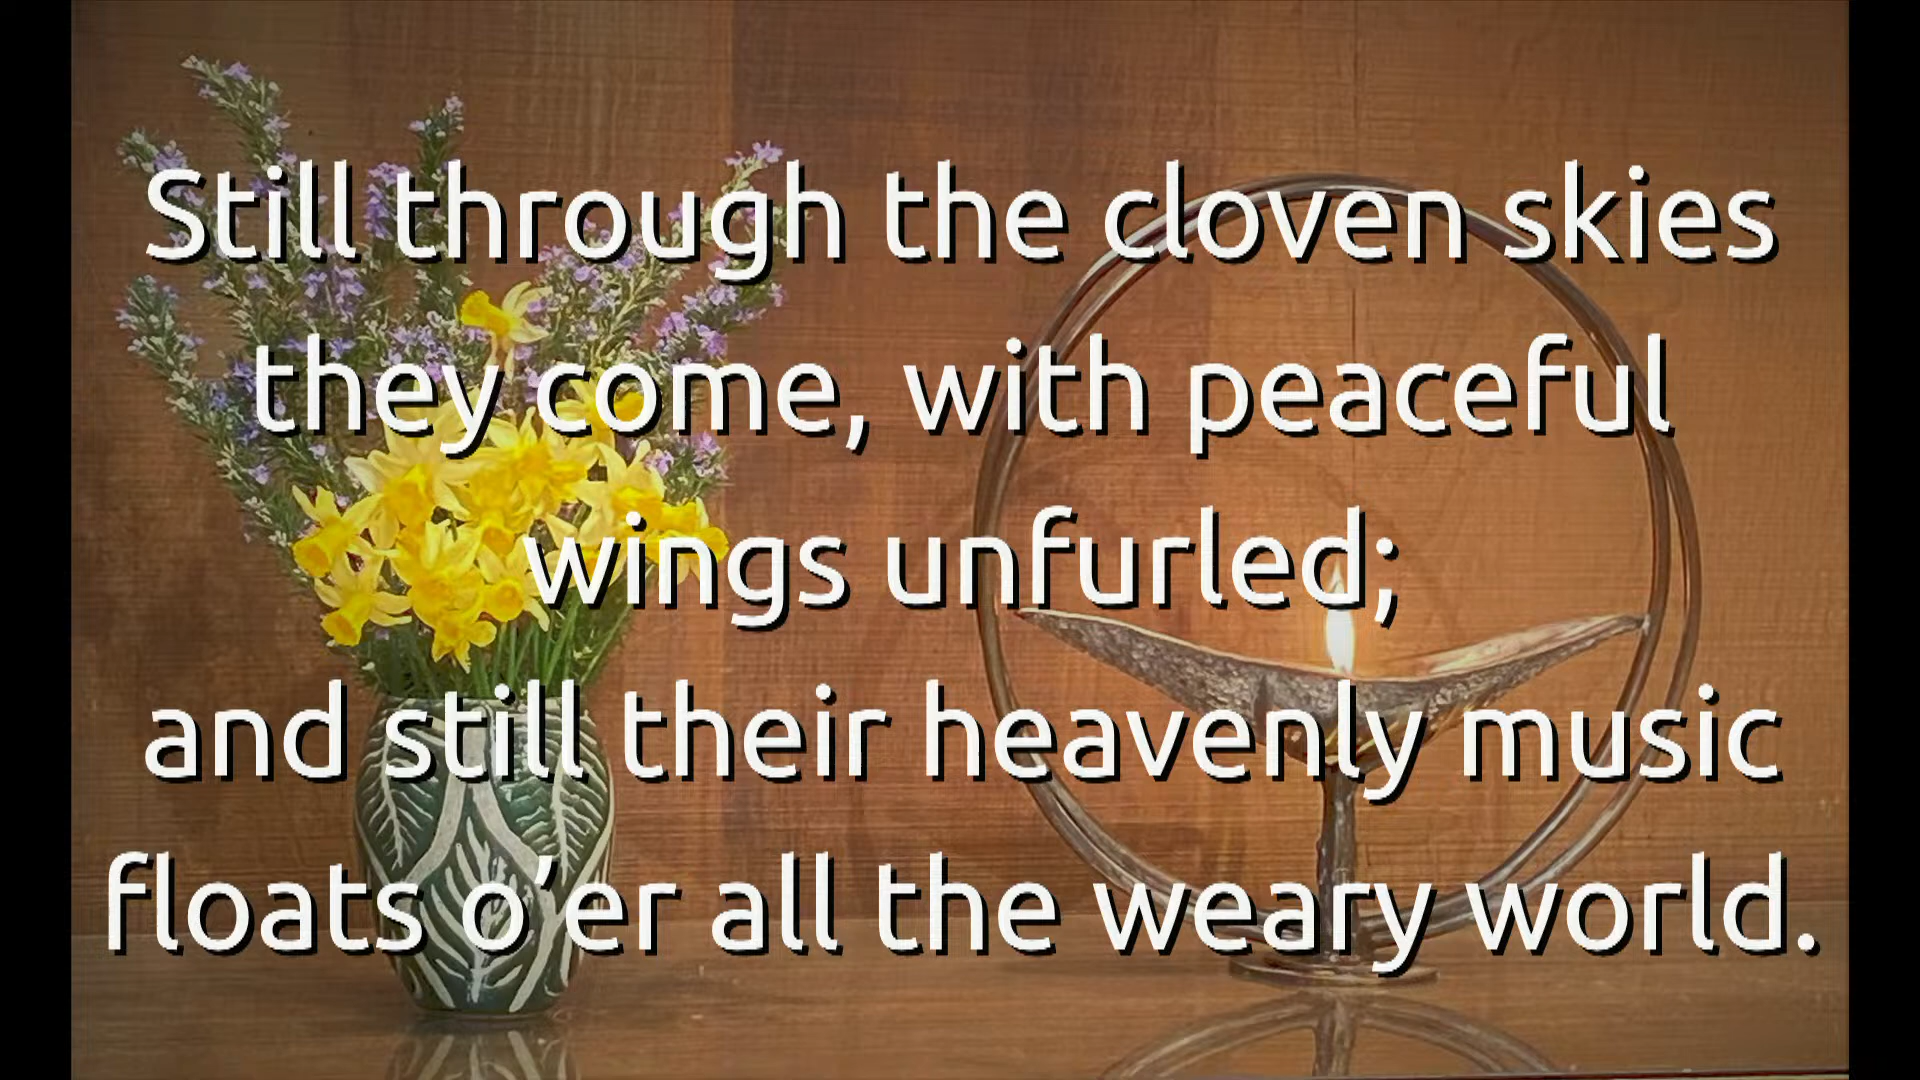 Still through the cloven skies
they come, with peaceful
wings unfurled;
and still their heavenly music
floats o’er all the weary world.